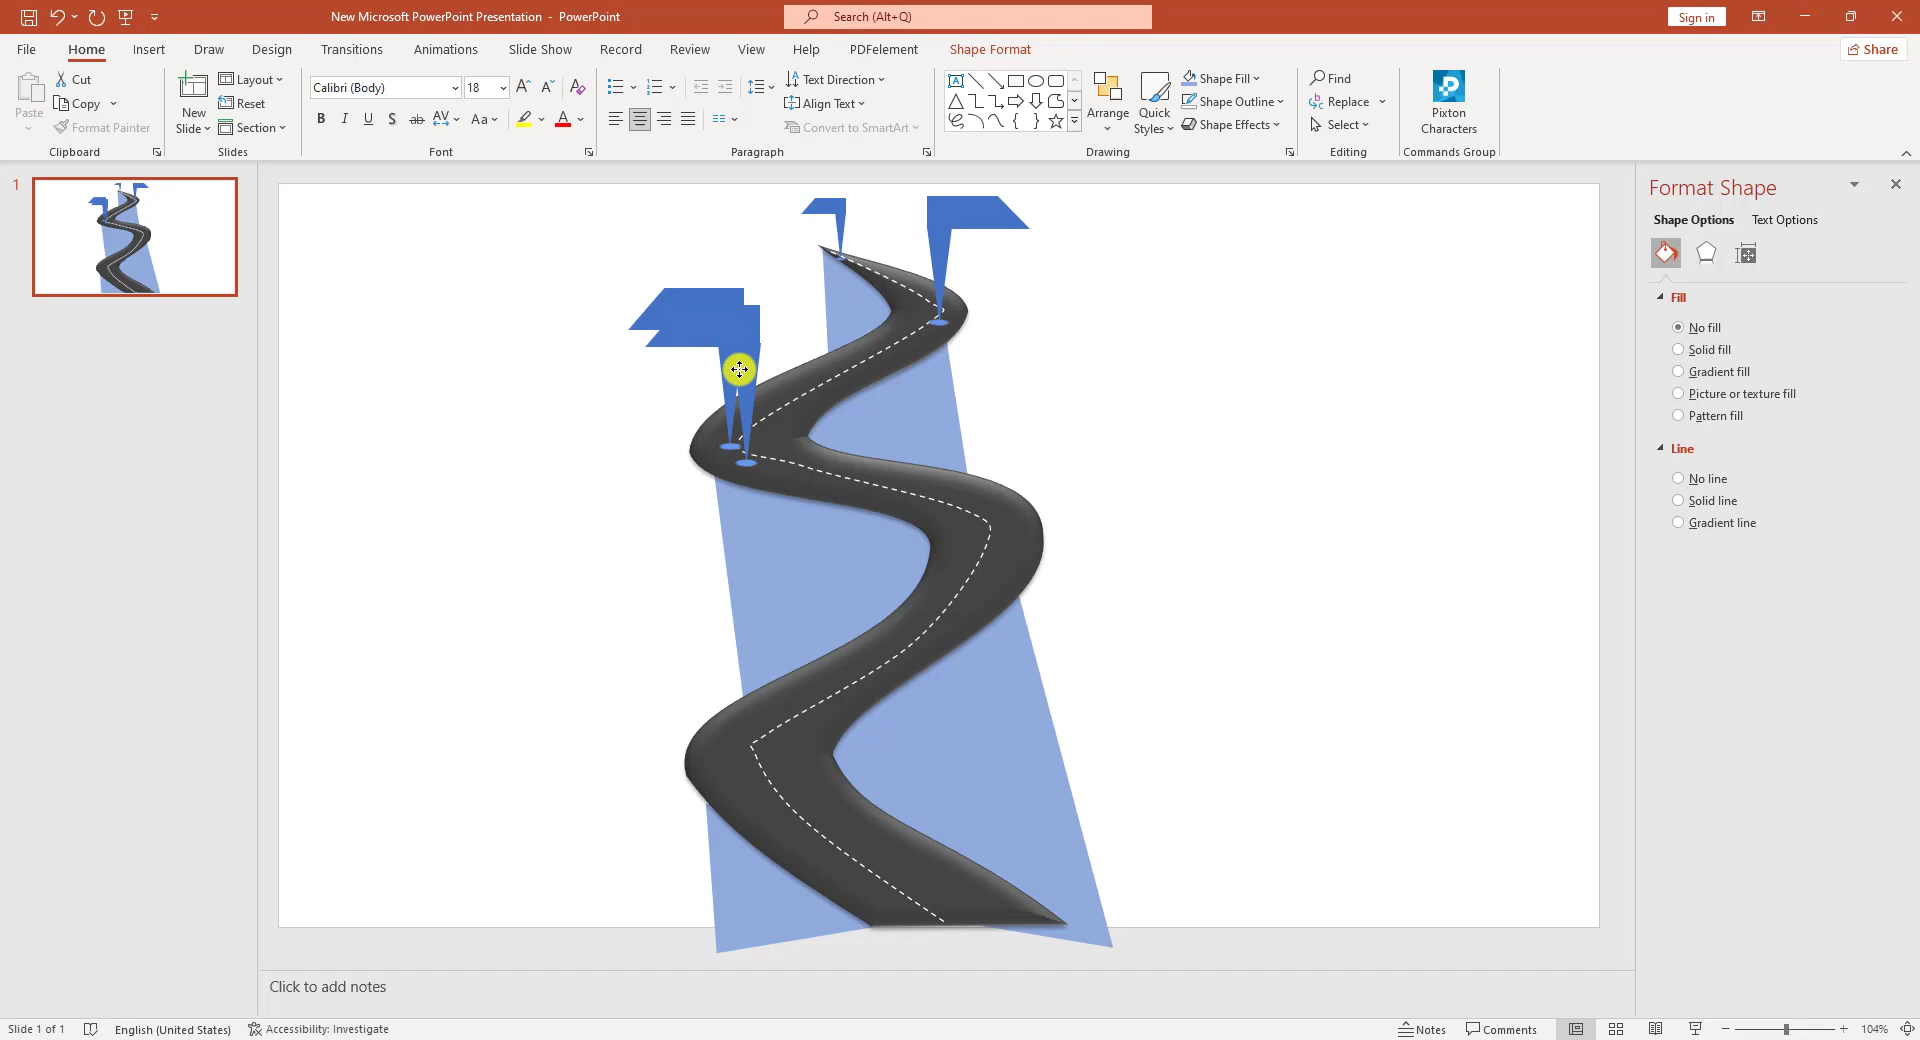 New Microsoft PowerPoint Presentation - PowerPoint
Search (Alt+Q)
Sign in
File
Home
Insert
Draw
Design
Transitions
Animations
Slide Show
Record
Review
View
Help
PDFelement
Shape Format
Share
Paste
Cut
Copy
Format Painter
Clipboard
New
Slide
Layout
Reset
Section
Slides
Calibri (Body)
18
Font
Text Direction
Align Text
Convert to SmartArt
Paragraph
Arrange
Quick
Styles
Shape Fill
Shape Outline
Shape Effects
Drawing
Find
Replace
Select
Editing
Pixton
Characters
Commands Group
1
Format Shape
Shape Options
Text Options
Fill
No fill
Solid fill
Gradient fill
Picture or texture fill
Pattern fill
Line
No line
Solid line
Gradient line
Click to add notes
Slide 1 of 1
English (United States)
Accessibility: Investigate
Notes
Comments
104%